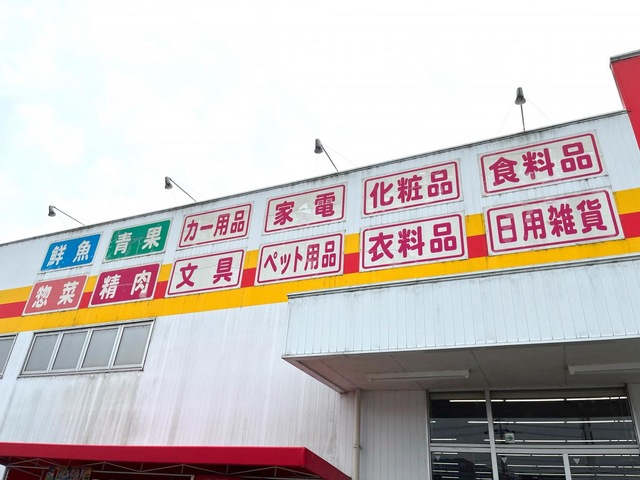 鮮魚
青果
カー用品
家電
化粧品
食料品
惣菜
精肉
文具
ペット用品
衣料品
日用雑貨